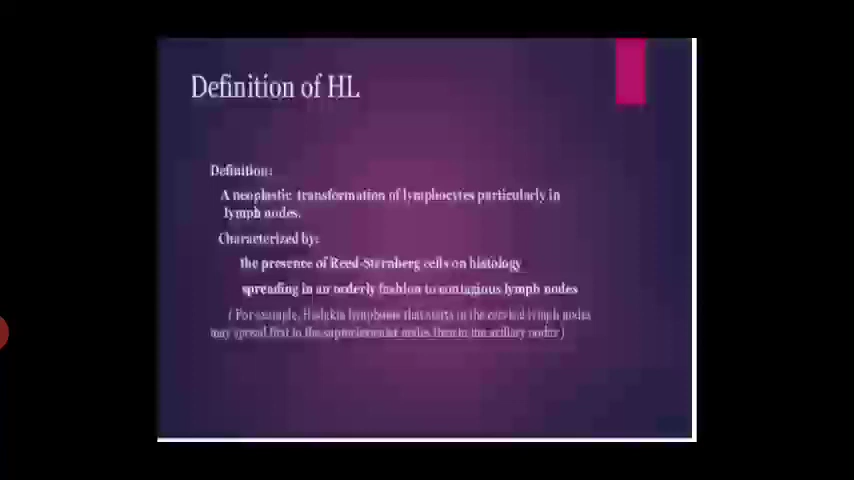 Definition of HL
Definition:
A neoplastic transformation of lymphocytes particularly in
lymph nodes.
Characterized by:
the presence of Reed-Sternberg cells on histology
spreading in an orderly fashion to contagious lymph nodes
( For example, Hodgkin lymphoma that starts in the cervical lymph nodes
may spread first to the supraclavicular nodes then to the axillary nodes )